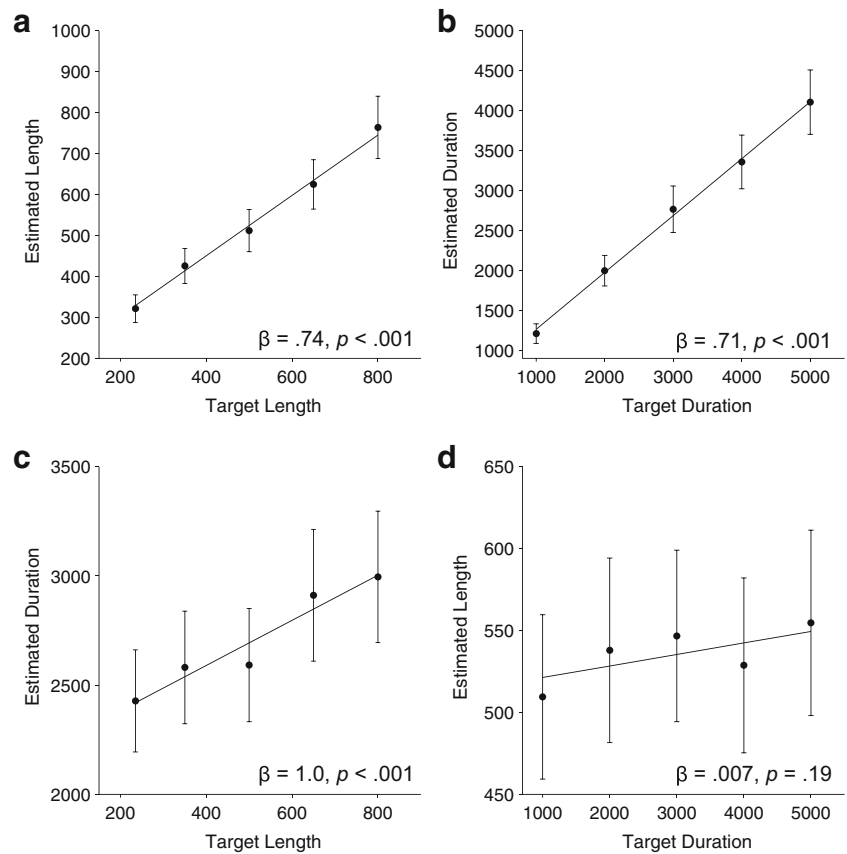 a
1000
900
800
700
600
500
400
300
200
Estimated Length
β = .74, p < .001
200 400 600 800
Target Length
b
5000
4500
4000
3500
3000
2500
2000
1500
1000
Estimated Duration
β = .71, p < .001
1000 2000 3000 4000 5000
Target Duration
c
3500
3000
2500
2000
Estimated Duration
β = 1.0, p < .001
200 400 600 800
Target Length
d
650
600
550
500
450
Estimated Length
β = .007, p = .19
1000 2000 3000 4000 5000
Target Duration